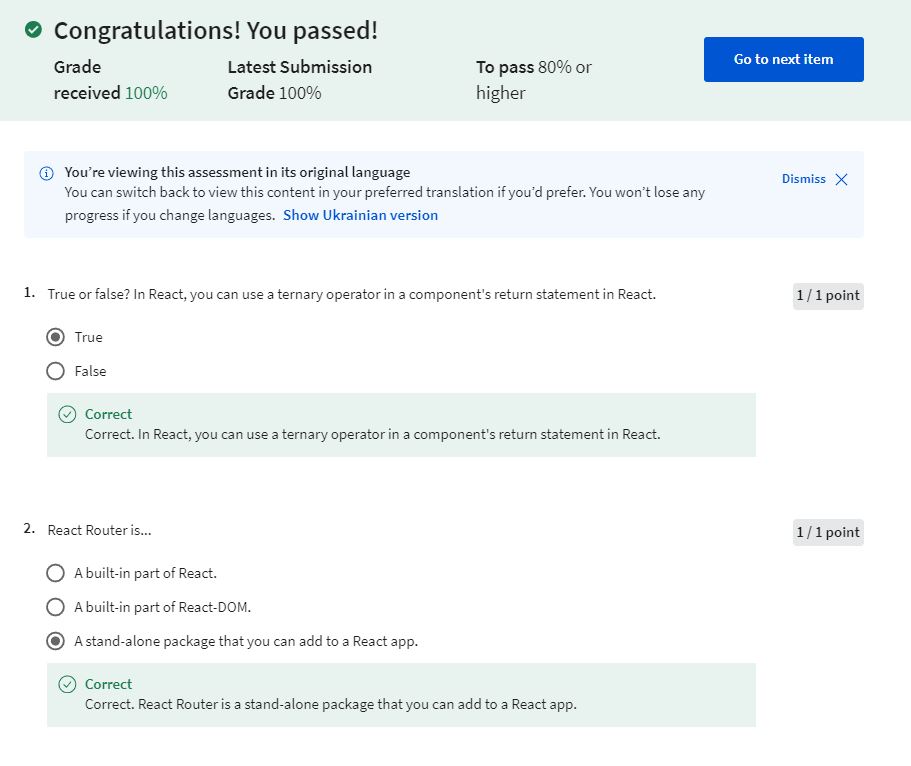 Congratulations! You passed!
Grade received 100%
Latest Submission Grade 100%
To pass 80% or higher
Go to next item
You're viewing this assessment in its original language
Dismiss
You can switch back to view this content in your preferred translation if you'd prefer. You won't lose any
progress if you change languages. Show Ukrainian version
1. True or false? In React, you can use a ternary operator in a component's return statement in React.
1 / 1 point
True
False
Correct
Correct. In React, you can use a ternary operator in a component's return statement in React.
2. React Router is...
1 / 1 point
A built-in part of React.
A built-in part of React-DOM.
A stand-alone package that you can add to a React app.
Correct
Correct. React Router is a stand-alone package that you can add to a React app.